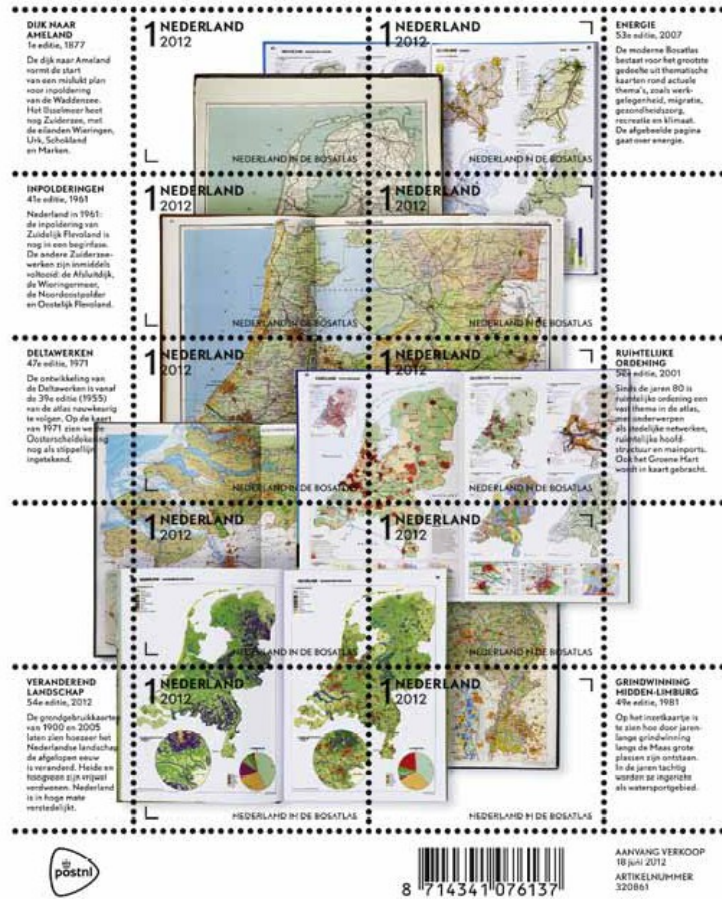 DIJK NAAR
AMELAND
1e editie, 1877
De dijk naar Ameland
vormt de start
van een mislukt plan
voor inpoldering
van de Waddenzee.
Het IJsselmeer heet
nog Zuiderzee, met
de eilanden Wieringen,
Urk, Schokland
en Marken.
1 NEDERLAND
2012
NEDERLAND IN DE BOSATLAS
1 NEDERLAND
2012
ENERGIE
53e editie, 2007
De moderne Bosatlas
bestaat voor het grootste
gedeelte uit thematische
kaarten rond actuele
thema's, zoals werk-
gelegenheid, migratie,
gezondheidszorg,
recreatie en klimaat.
De afgebeelde pagina
gaat over energie.
INPOLDERINGEN
41e editie, 1961
Nederland in 1961:
de inpoldering van
Zuidelijk Flevoland is
nog in een beginfase.
De andere Zuiderzee-
werken zijn inmiddels
voltooid: de Afsluitdijk,
de Wieringermeer,
de Noordoostpolder
en Oostelijk Flevoland.
1 NEDERLAND
2012
NEDERLAND IN DE BOSATLAS
1 NEDERLAND
2012
NEDERLAND IN DE BOSATLAS
DELTAWERKEN
47e editie, 1971
De ontwikkeling van
de Deltawerken is vanaf
de 39e editie (1955)
van de atlas nauwkeurig
te volgen. Op de kaart
van 1971 zien we de
Oosterscheldekering
nog als stippellijn
ingetekend.
1 NEDERLAND
2012
NEDERLAND IN DE BOSATLAS
1 NEDERLAND
2012
NEDERLAND IN DE BOSATLAS
RUIMTELIJKE
ORDENING
52e editie, 2001
Sinds de jaren 80 is
ruimtelijke ordening een
vast thema in de atlas,
met onderwerpen
als stedelijke netwerken,
ruimtelijke hoofd-
structuur en mainports.
Ook het Groene Hart
wordt in kaart gebracht.
1 NEDERLAND
2012
NEDERLAND IN DE BOSATLAS
1 NEDERLAND
2012
NEDERLAND IN DE BOSATLAS
VERANDEREND
LANDSCHAP
54e editie, 2012
De grondgebruikkaarten
van 1900 en 2005
laten zien hoezeer het
Nederlandse landschap
de afgelopen eeuw
is veranderd. Heide en
hoogveen zijn vrijwel
verdwenen. Nederland
is in hoge mate
verstedelijkt.
1 NEDERLAND
2012
NEDERLAND IN DE BOSATLAS
1 NEDERLAND
2012
NEDERLAND IN DE BOSATLAS
GRINDWINNING
MIDDEN-LIMBURG
49e editie, 1981
Op het inzetkaartje is
te zien hoe door jaren-
lange grindwinning
langs de Maas grote
plassen zijn ontstaan.
In de jaren tachtig
worden ze ingericht
als watersportgebied.
postnl
8 714341 076137
AANVANG VERKOOP
18 juni 2012
ARTIKELNUMMER
320861